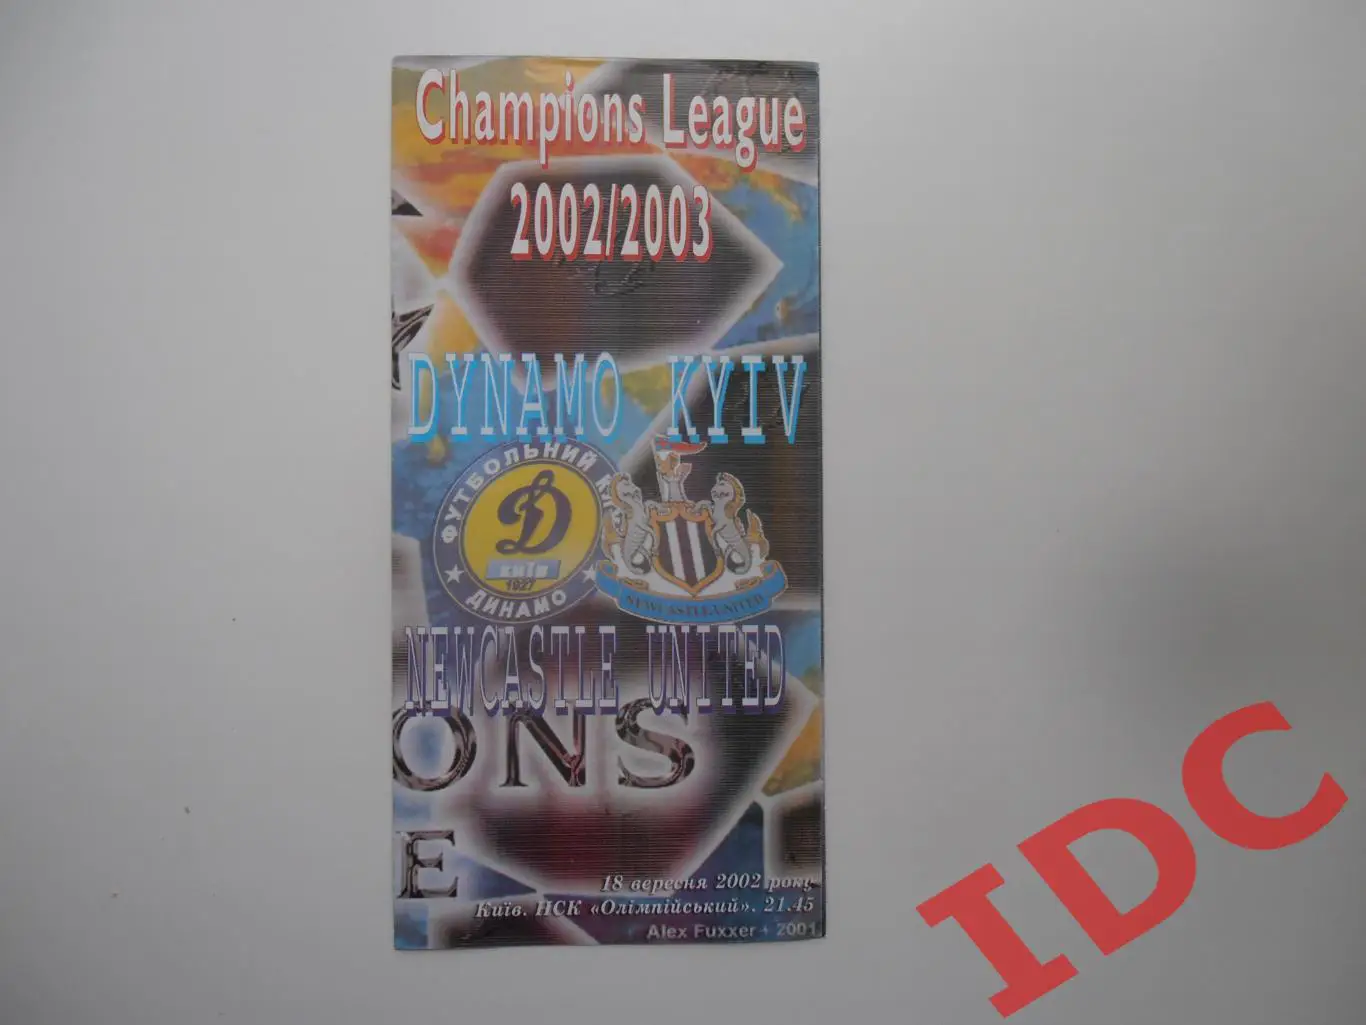 Champions League
2002/2003
DYNAMO KYIV
ФУТБОЛЬНИЙ
Д
КИЇВ
1927
ДИНАМО
NEWCASTLE UNITED
NEWCASTLE UNITED
ONS
E
18 вересня 2002 року
Київ. НСК «Олімпійський». 21.45
Alex Fuxxer + 2001
IDC